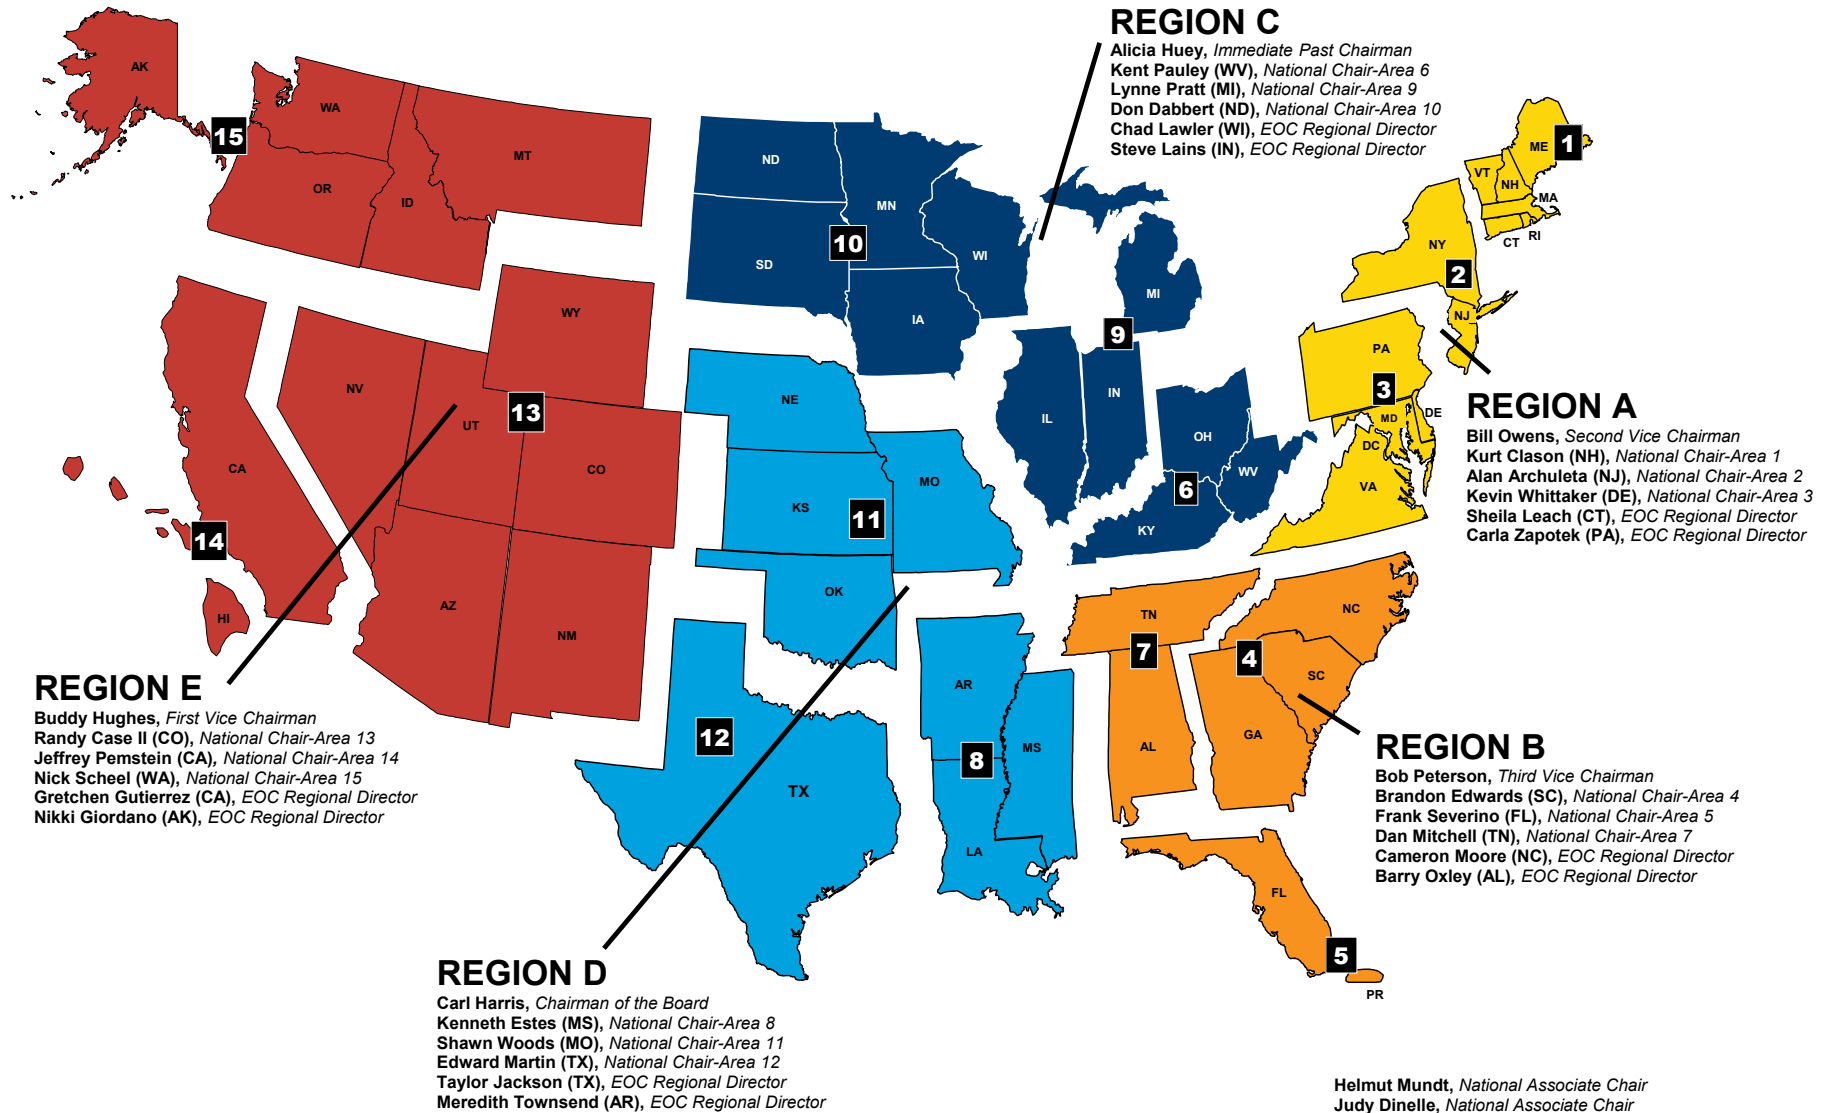 REGION C
Alicia Huey, Immediate Past Chairman
Kent Pauley (WV), National Chair-Area 6
Lynne Pratt (MI), National Chair-Area 9
Don Dabbert (ND), National Chair-Area 10
Chad Lawler (WI), EOC Regional Director
Steve Lains (IN), EOC Regional Director
AK
WA
OR
ID
MT
15
CA
HI
14
NV
UT
WY
CO
AZ
NM
13
ND
SD
MN
WI
IA
10
MI
IL
IN
9
OH
WV
KY
6
NE
KS
MO
OK
11
TX
12
AR
MS
LA
8
TN
AL
7
NC
SC
GA
4
FL
PR
5
ME
VT
NH
MA
CT
RI
1
NY
NJ
2
PA
DE
MD
DC
VA
3
REGION A
Bill Owens, Second Vice Chairman
Kurt Clason (NH), National Chair-Area 1
Alan Archuleta (NJ), National Chair-Area 2
Kevin Whittaker (DE), National Chair-Area 3
Sheila Leach (CT), EOC Regional Director
Carla Zapotek (PA), EOC Regional Director
REGION E
Buddy Hughes, First Vice Chairman
Randy Case II (CO), National Chair-Area 13
Jeffrey Pemstein (CA), National Chair-Area 14
Nick Scheel (WA), National Chair-Area 15
Gretchen Gutierrez (CA), EOC Regional Director
Nikki Giordano (AK), EOC Regional Director
REGION B
Bob Peterson, Third Vice Chairman
Brandon Edwards (SC), National Chair-Area 4
Frank Severino (FL), National Chair-Area 5
Dan Mitchell (TN), National Chair-Area 7
Cameron Moore (NC), EOC Regional Director
Barry Oxley (AL), EOC Regional Director
REGION D
Carl Harris, Chairman of the Board
Kenneth Estes (MS), National Chair-Area 8
Shawn Woods (MO), National Chair-Area 11
Edward Martin (TX), National Chair-Area 12
Taylor Jackson (TX), EOC Regional Director
Meredith Townsend (AR), EOC Regional Director
Helmut Mundt, National Associate Chair
Judy Dinelle, National Associate Chair